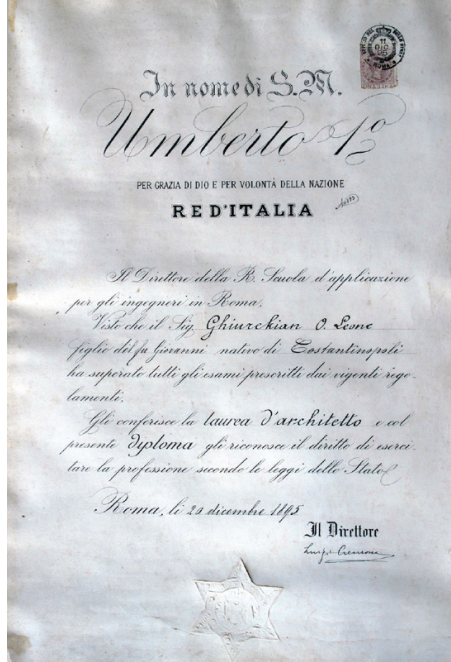 In nome di S. M.
Umberto 1º
PER GRAZIA DI DIO E PER VOLONTÁ DELLA NAZIONE
RE D'ITALIA
Il Direttore della R. Scuola d'applicazione
per gli ingegneri in Roma.
Visto che il Sig. Ghiurekian O. Leone
figlio del fu Giovanni nativo di Costantinopoli
ha superato tutti gli esami prescritti dai vigenti rego-
lamenti.
Gli conferisce la laurea d'architetto e col
presente diploma gli riconosce il diritto di eserci-
tare la professione secondo le leggi dello Stato
Roma, li 20 dicembre 1895
Il Direttore